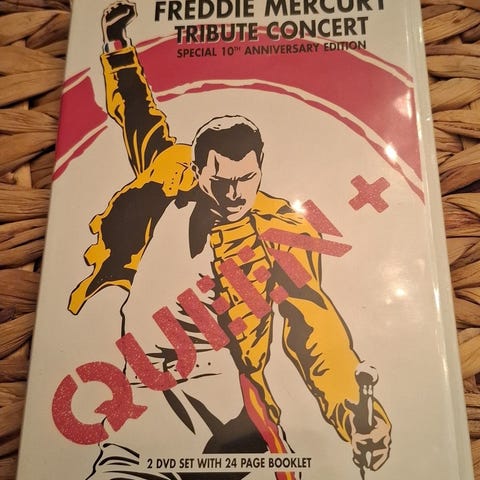 FREDDIE MERCURY
TRIBUTE CONCERT
SPECIAL 10TH ANNIVERSARY EDITION
QUEEN +
2 DVD SET WITH 24 PAGE BOOKLET